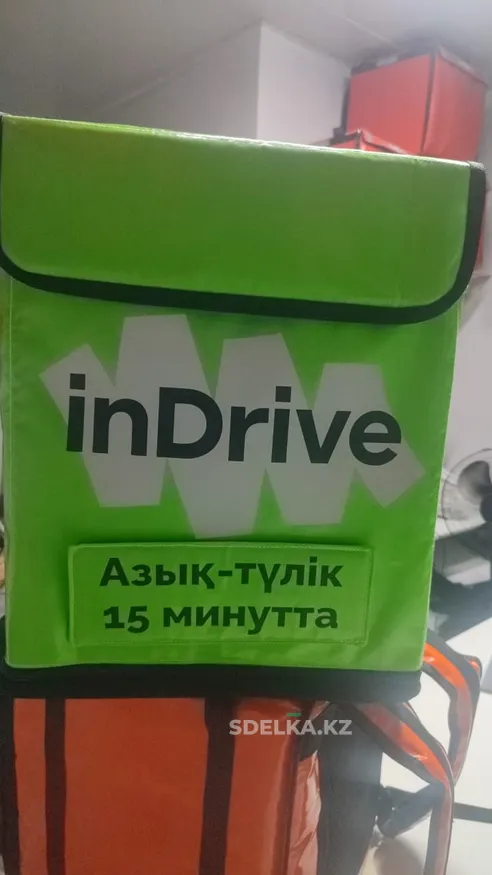 inDrive
Азық-түлік
15 минутта
SDELKA.KZ